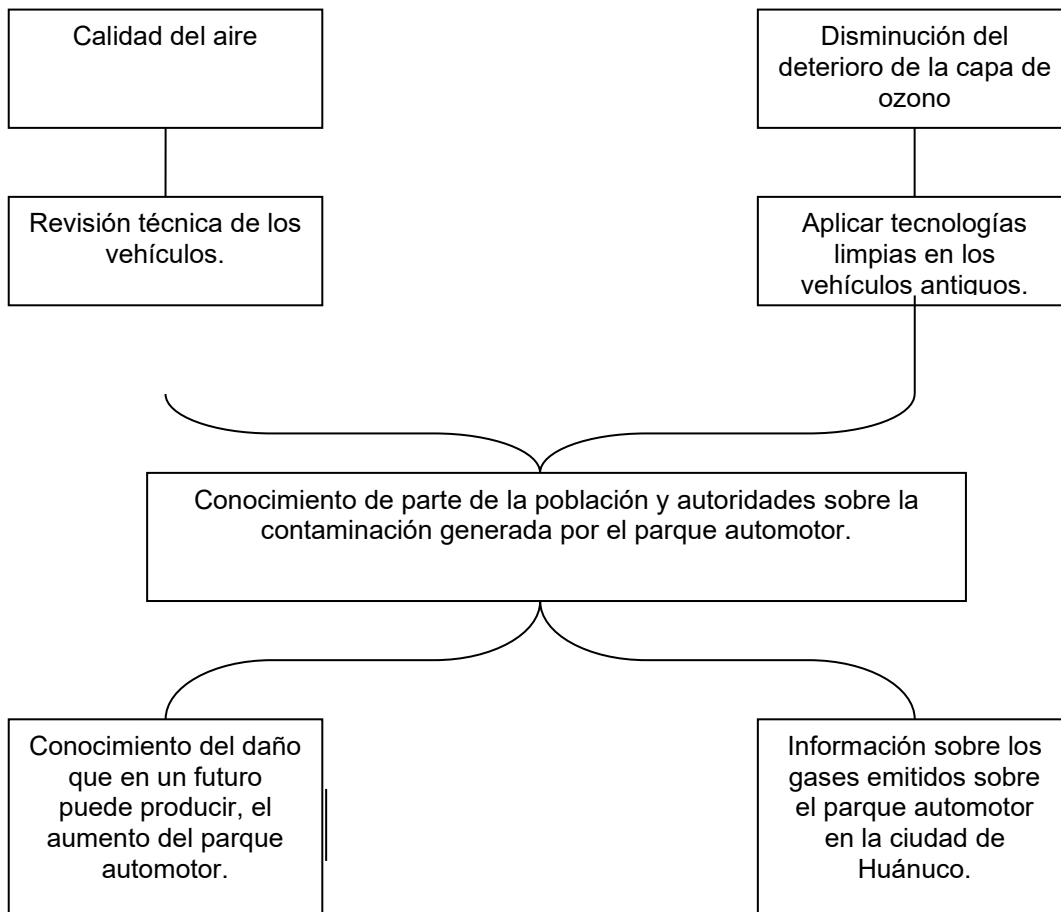 Calidad del aire
Disminución del
deterioro de la capa de
ozono
Revisión técnica de los
vehículos.
Aplicar tecnologías
limpias en los
vehículos antiguos.
Conocimiento de parte de la población y autoridades sobre la
contaminación generada por el parque automotor.
Conocimiento del daño
que en un futuro
puede producir, el
aumento del parque
automotor.
Información sobre los
gases emitidos sobre
el parque automotor
en la ciudad de
Huánuco.